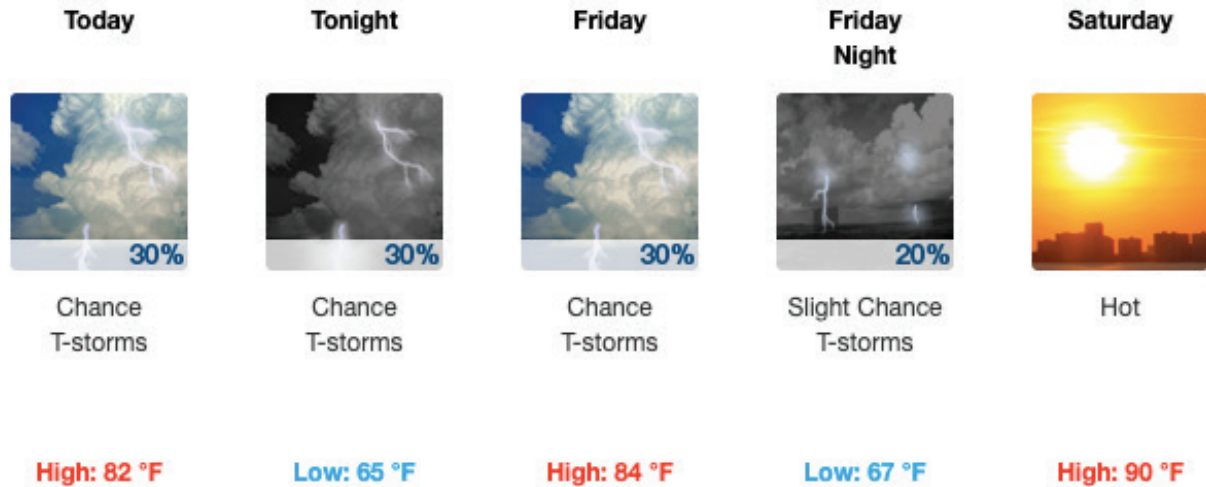 Today
30%
Chance
T-storms
High: 82 °F
Tonight
30%
Chance
T-storms
Low: 65 °F
Friday
30%
Chance
T-storms
High: 84 °F
Friday
Night
20%
Slight Chance
T-storms
Low: 67 °F
Saturday
Hot
High: 90 °F